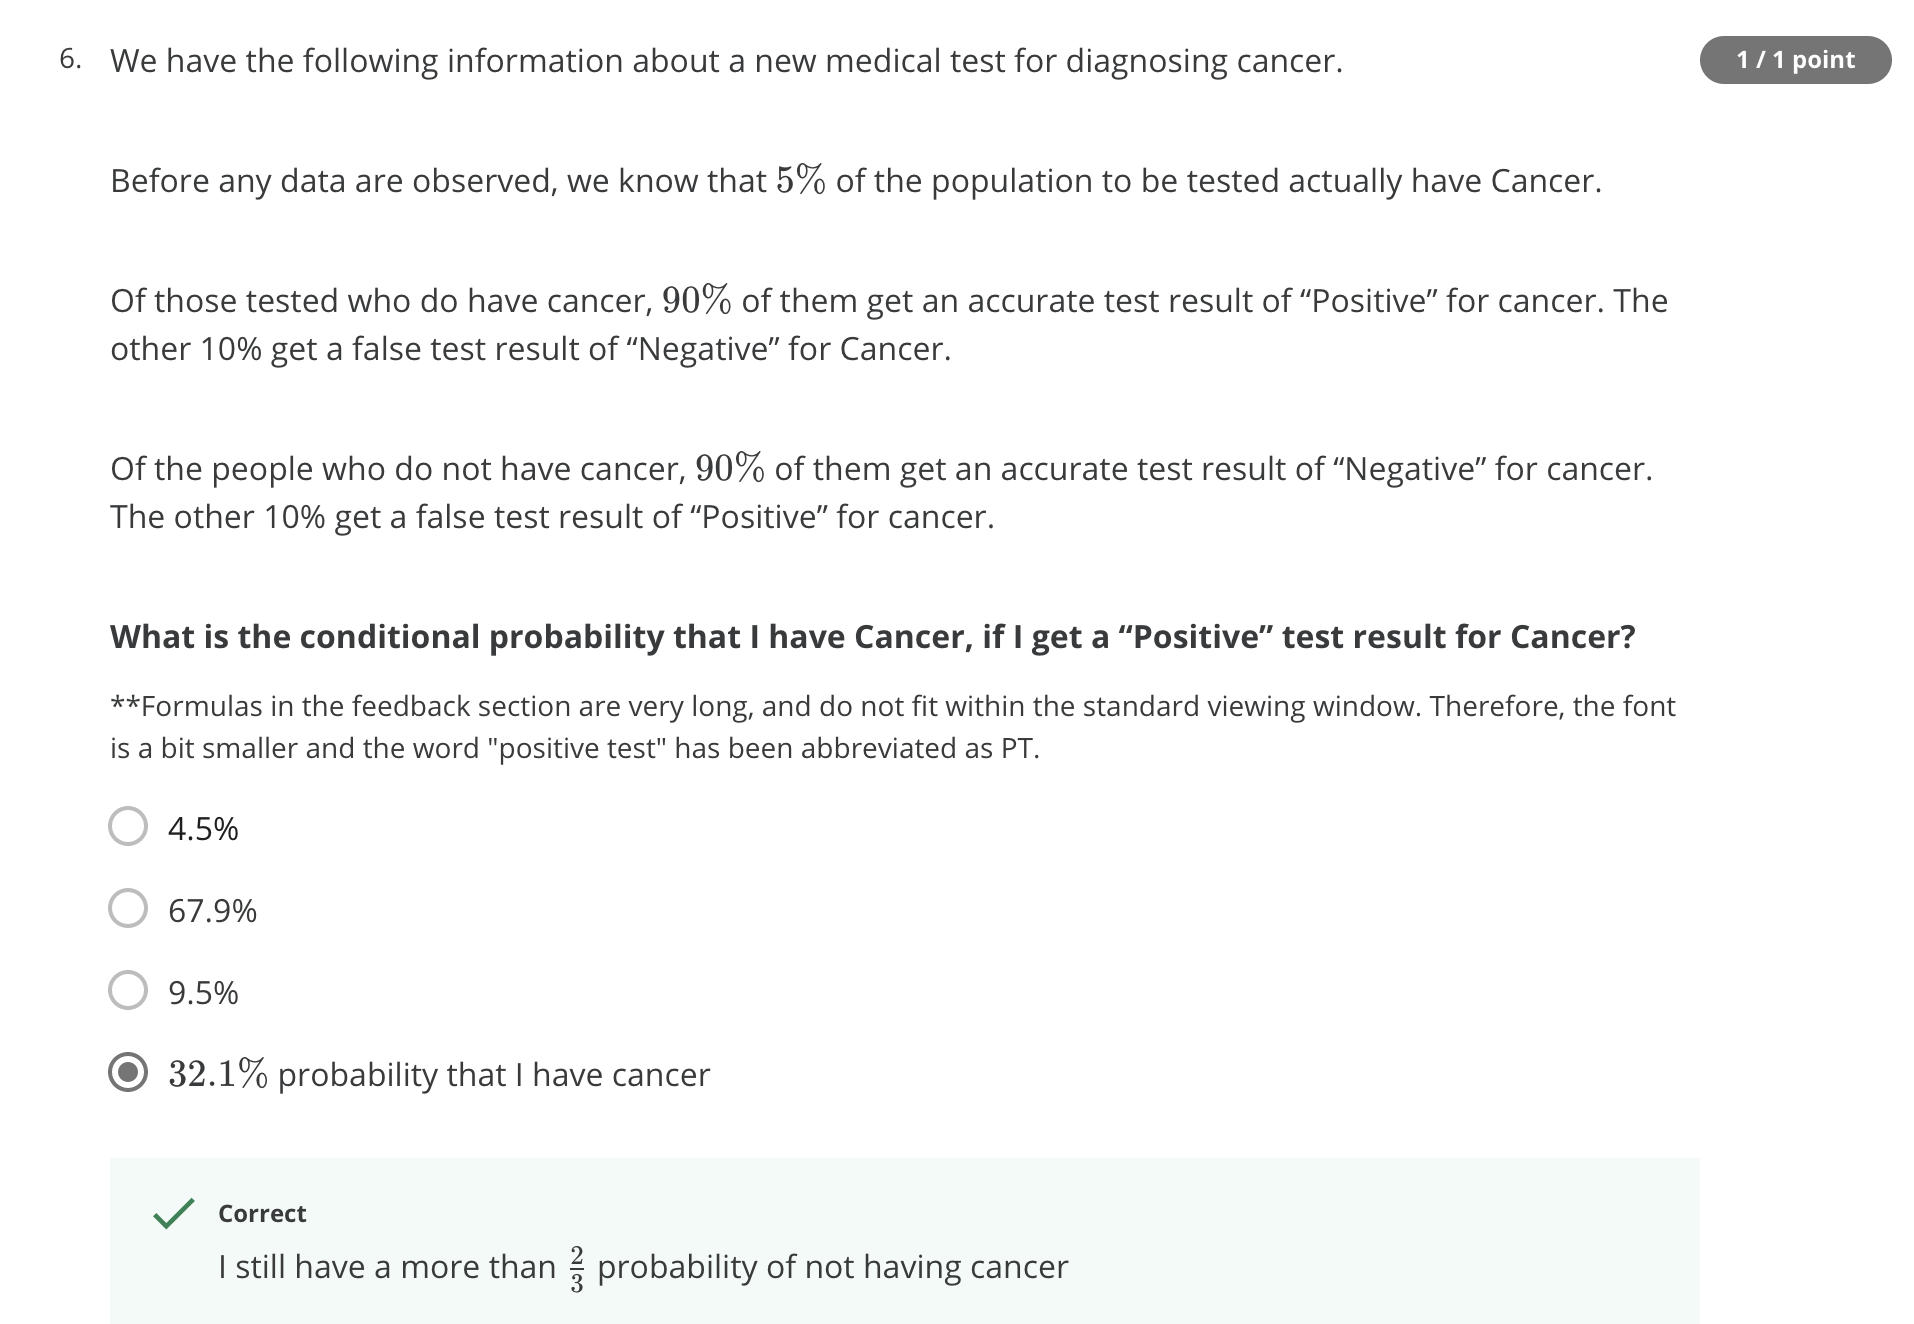 6. We have the following information about a new medical test for diagnosing cancer.
1 / 1 point
Before any data are observed, we know that 5% of the population to be tested actually have Cancer.
Of those tested who do have cancer, 90% of them get an accurate test result of “Positive” for cancer. The
other 10% get a false test result of “Negative” for Cancer.
Of the people who do not have cancer, 90% of them get an accurate test result of “Negative” for cancer.
The other 10% get a false test result of “Positive” for cancer.
What is the conditional probability that I have Cancer, if I get a “Positive” test result for Cancer?
**Formulas in the feedback section are very long, and do not fit within the standard viewing window. Therefore, the font
is a bit smaller and the word "positive test" has been abbreviated as PT.
4.5%
67.9%
9.5%
32.1% probability that I have cancer
Correct
I still have a more than 2/3 probability of not having cancer